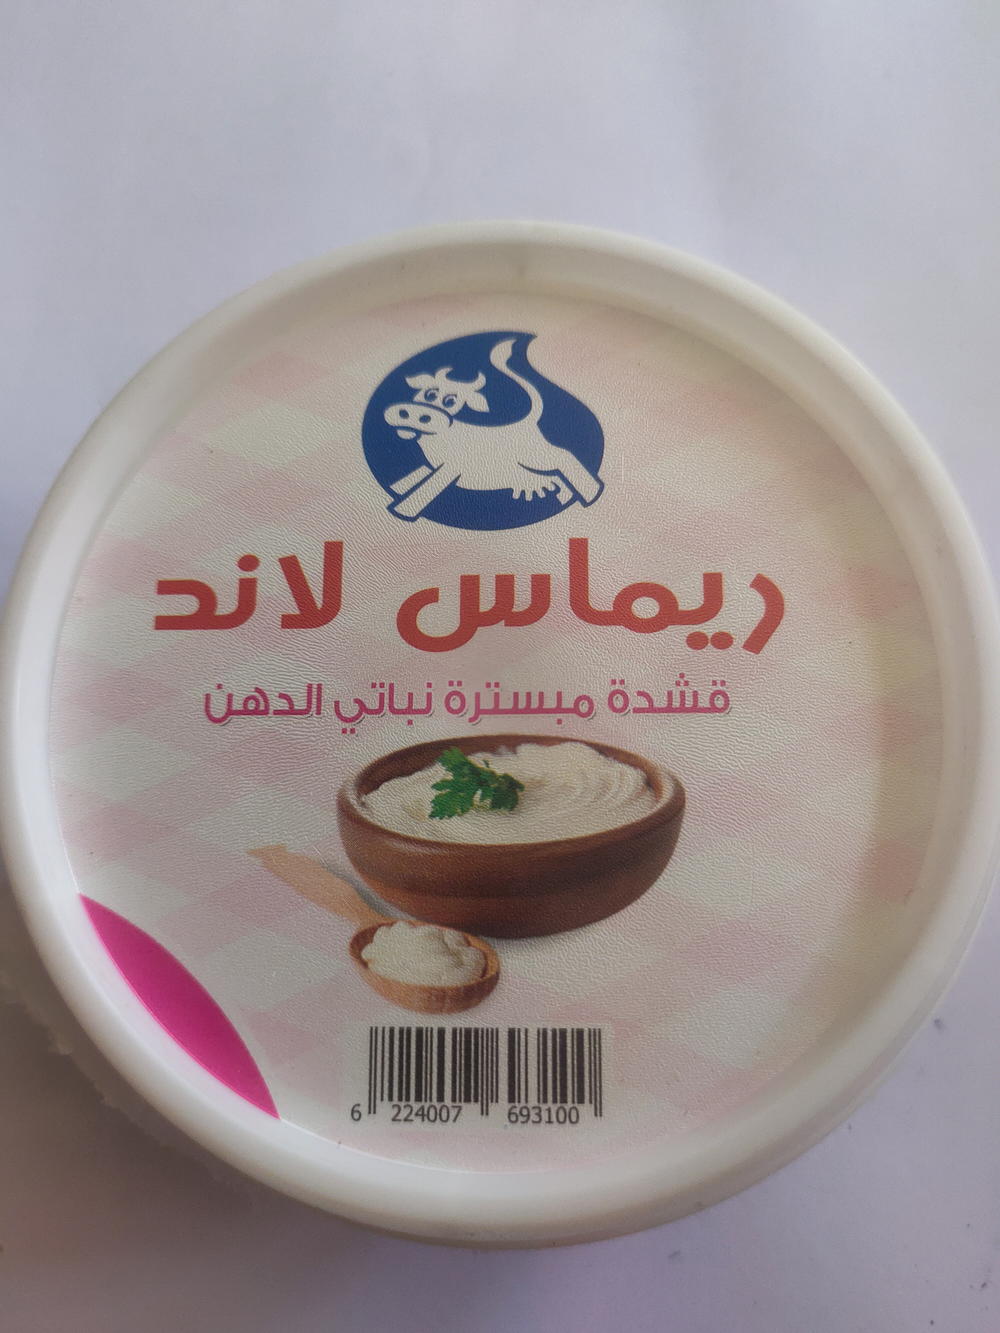 ريماس لاند
قشدة مبسترة نباتي الدهن
6 224007 693100